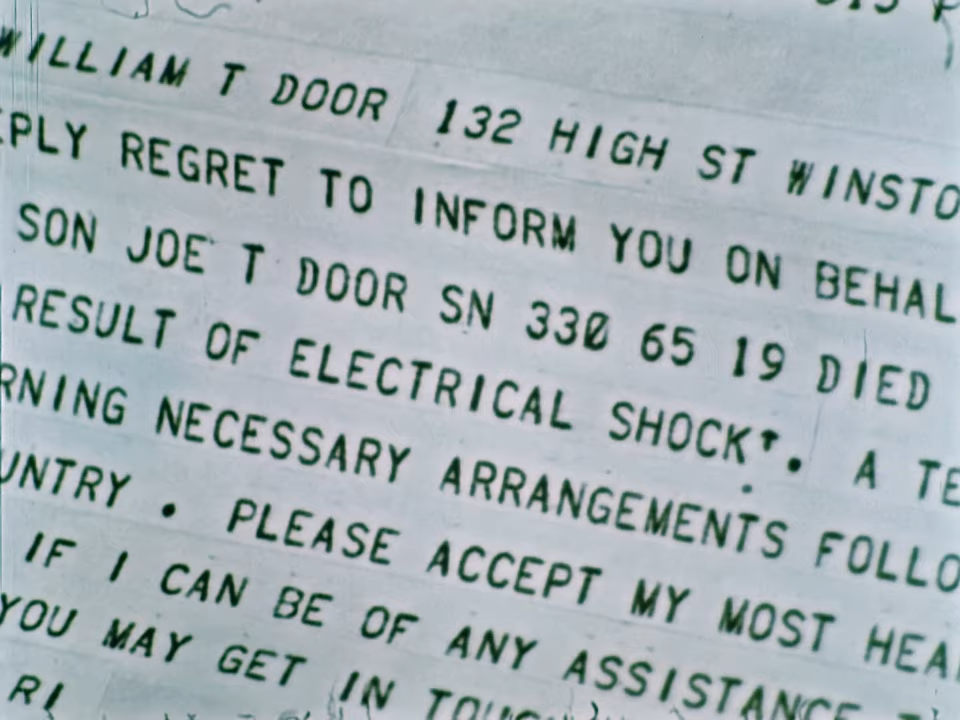 WILLIAM T DOOR 132 HIGH ST WINSTO
EPLY REGRET TO INFORM YOU ON BEHAL
SON JOE T DOOR SN 330 65 19 DIED
RESULT OF ELECTRICAL SHOCK . A TE
RNING NECESSARY ARRANGEMENTS FOLLO
UNTRY . PLEASE ACCEPT MY MOST HEA
IF I CAN BE OF ANY ASSISTANCE
YOU MAY GET IN TOUCH
RI